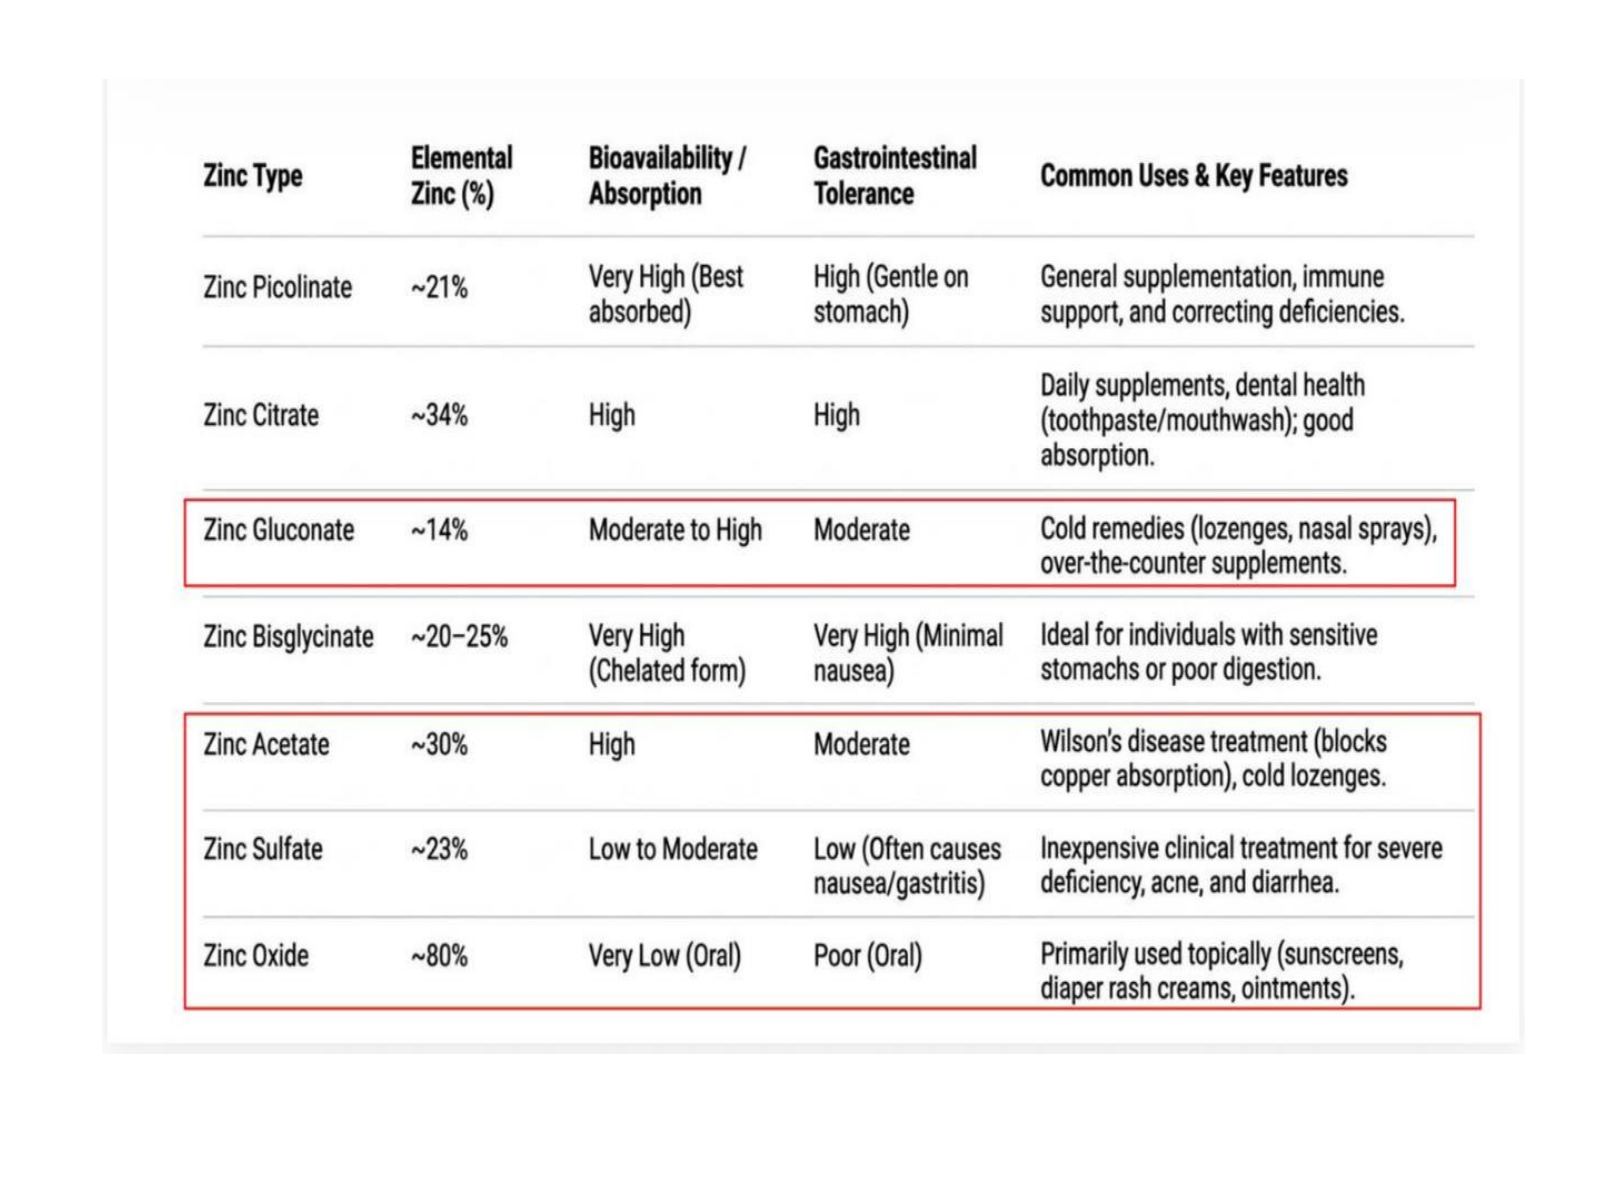 Zinc Type
Elemental
Zinc (%)
Bioavailability /
Absorption
Gastrointestinal
Tolerance
Common Uses & Key Features
Zinc Picolinate
~21%
Very High (Best
absorbed)
High (Gentle on
stomach)
General supplementation, immune
support, and correcting deficiencies.
Zinc Citrate
~34%
High
High
Daily supplements, dental health
(toothpaste/mouthwash); good
absorption.
Zinc Gluconate
~14%
Moderate to High
Moderate
Cold remedies (lozenges, nasal sprays),
over-the-counter supplements.
Zinc Bisglycinate
~20–25%
Very High
(Chelated form)
Very High (Minimal
nausea)
Ideal for individuals with sensitive
stomachs or poor digestion.
Zinc Acetate
~30%
High
Moderate
Wilson's disease treatment (blocks
copper absorption), cold lozenges.
Zinc Sulfate
~23%
Low to Moderate
Low (Often causes
nausea/gastritis)
Inexpensive clinical treatment for severe
deficiency, acne, and diarrhea.
Zinc Oxide
~80%
Very Low (Oral)
Poor (Oral)
Primarily used topically (sunscreens,
diaper rash creams, ointments).